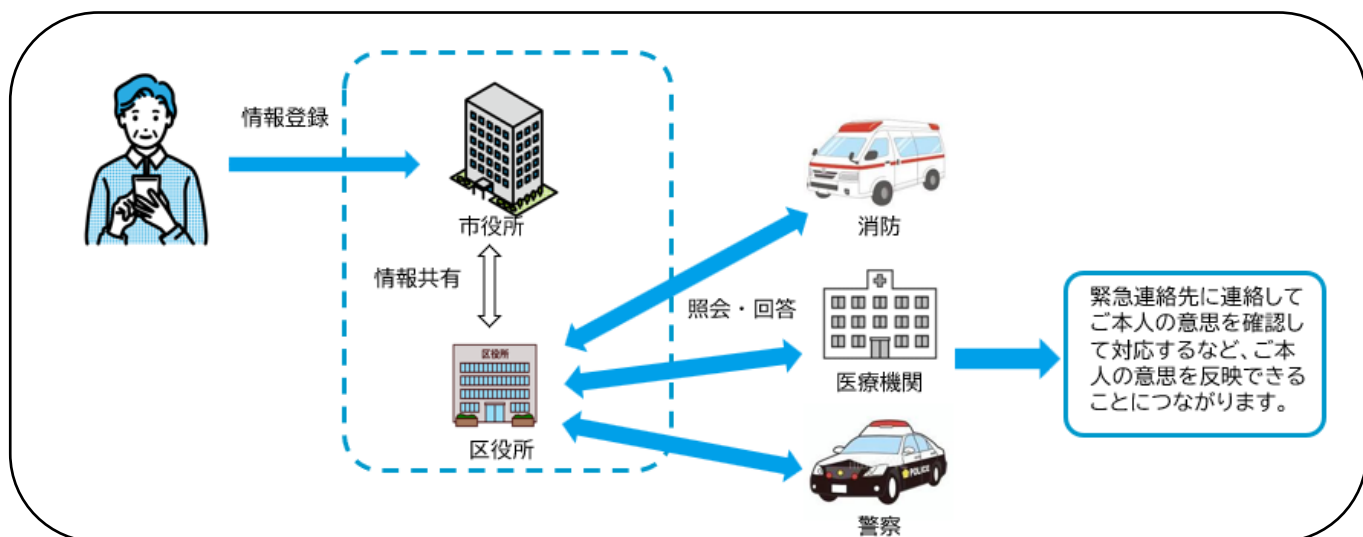 情報登録
市役所
情報共有
区役所
区役所
照会・回答
消防
医療機関
POLICE
警察
緊急連絡先に連絡して
ご本人の意思を確認し
て対応するなど、ご本
人の意思を反映できる
ことにつながります。